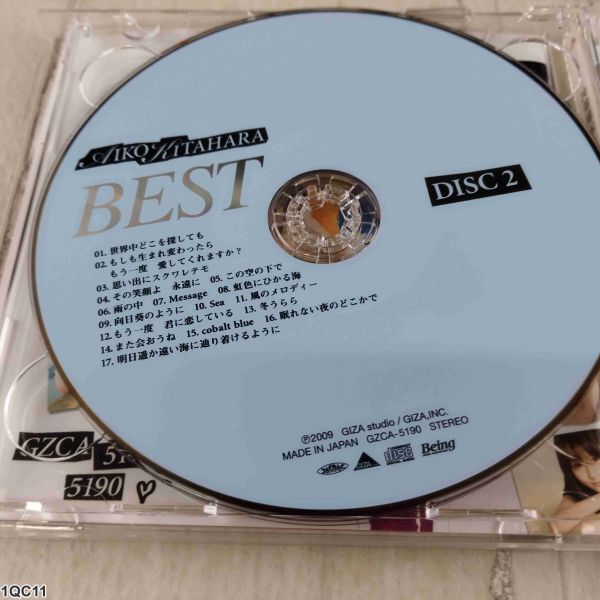 AIKO KITAHARA
BEST
DISC 2
01. 世界中どこを探しても
02. もしも生まれ変わったら
もう一度 愛してくれますか?
03. 思い出にスクワレテモ
04. その笑顔よ 永遠に 05. この空の下で
06. 雨の中 07. Message 08. 虹色にひかる海
09. 向日葵のように 10. Sea 11. 風のメロディー
12. もう一度 君に恋している 13. 冬うらら
14. また会おうね 15. cobalt blue 16. 眠れない夜のどこかで
17. 明日遥か遠い海に辿り着けるように
Ⓟ2009 GIZA studio / GIZA,INC.
MADE IN JAPAN GZCA-5190 STEREO
Being
GZCA
5190
1QC11